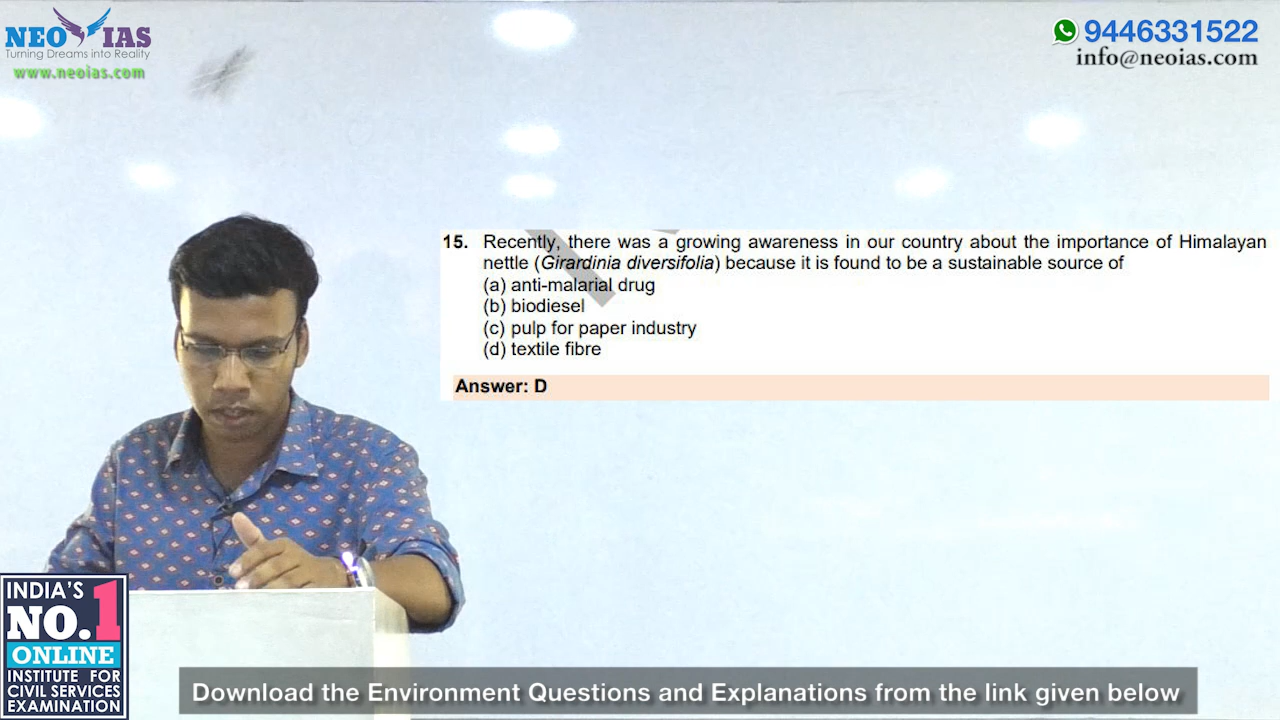 NEO IAS
Turning Dreams into Reality
www.neoias.com
9446331522
info@neoias.com
15. Recently, there was a growing awareness in our country about the importance of Himalayan
nettle (Girardinia diversifolia) because it is found to be a sustainable source of
(a) anti-malarial drug
(b) biodiesel
(c) pulp for paper industry
(d) textile fibre
Answer: D
INDIA'S
NO.1
ONLINE
INSTITUTE FOR
CIVIL SERVICES
EXAMINATION
Download the Environment Questions and Explanations from the link given below